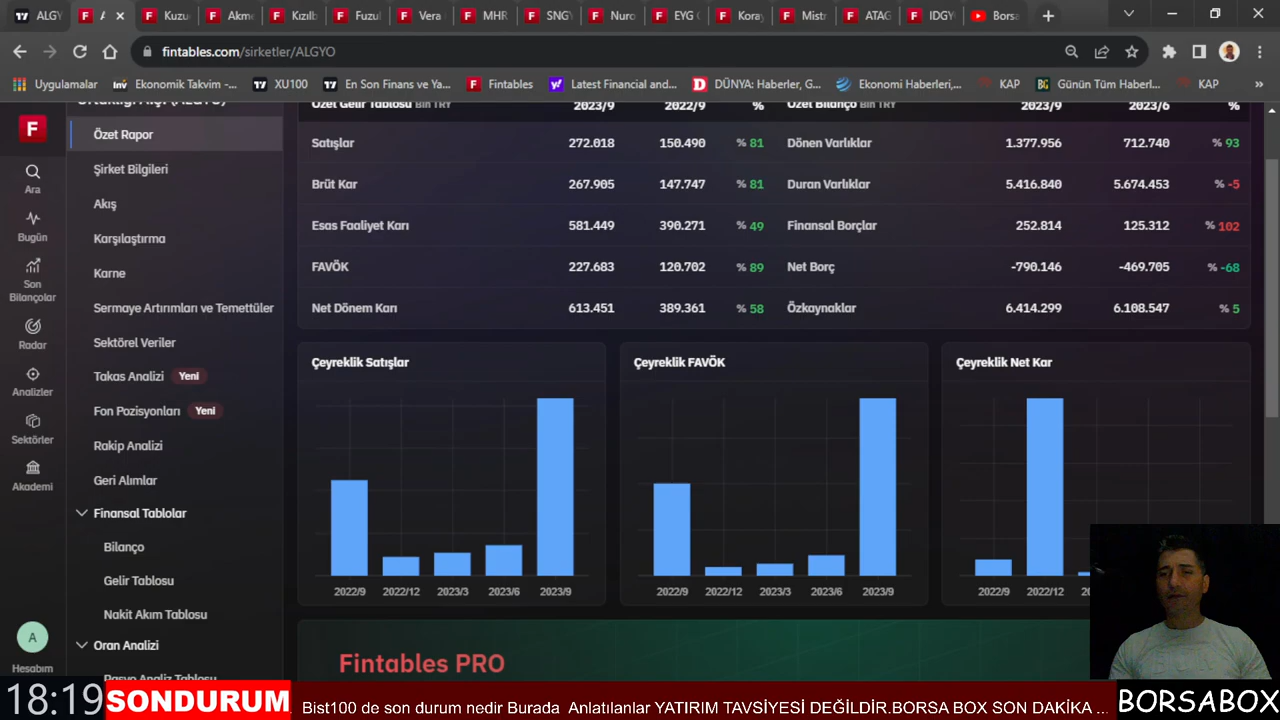 ALGY
A
Kuzu
Akme
Kızılb
Fuzul
Vera
MHR
SNGY
Nuro
EYG (
Koray
Mistr
ATAG
IDGY
Borsa
fintables.com/sirketler/ALGYO
Uygulamalar
Ekonomik Takvim -...
XU100
En Son Finans ve Ya...
Fintables
Latest Financial and...
DÜNYA: Haberler, G...
Ekonomi Haberleri,...
KAP
Günün Tüm Haberl...
KAP
»
Ortaklığı A.Ş. (ALGYO)
Özet Rapor
Şirket Bilgileri
Akış
Karşılaştırma
Karne
Sermaye Artırımları ve Temettüler
Sektörel Veriler
Takas Analizi Yeni
Fon Pozisyonları Yeni
Rakip Analizi
Geri Alımlar
Finansal Tablolar
Bilanço
Gelir Tablosu
Nakit Akım Tablosu
Oran Analizi
Rasyo Analiz Tablosu
Ara
Bugün
Son
Bilançolar
Radar
Analizler
Sektörler
Akademi
A
Hesabım
Özet Gelir Tablosu Bin TRY 2023/9 2022/9 %
Satışlar 272.018 150.490 % 81
Brüt Kar 267.905 147.747 % 81
Esas Faaliyet Karı 581.449 390.271 % 49
FAVÖK 227.683 120.702 % 89
Net Dönem Karı 613.451 389.361 % 58
Özet Bilanço Bin TRY 2023/9 2023/6 %
Dönen Varlıklar 1.377.956 712.740 % 93
Duran Varlıklar 5.416.840 5.674.453 % -5
Finansal Borçlar 252.814 125.312 % 102
Net Borç -790.146 -469.705 % -68
Özkaynaklar 6.414.299 6.108.547 % 5
Çeyreklik Satışlar
2022/9 2022/12 2023/3 2023/6 2023/9
Çeyreklik FAVÖK
2022/9 2022/12 2023/3 2023/6 2023/9
Çeyreklik Net Kar
2022/9 2022/12 20
Fintables PRO
18:19 SONDURUM Bist100 de son durum nedir Burada Anlatılanlar YATIRIM TAVSİYESİ DEĞİLDİR.BORSA BOX SON DAKİKA ... BORSABOX